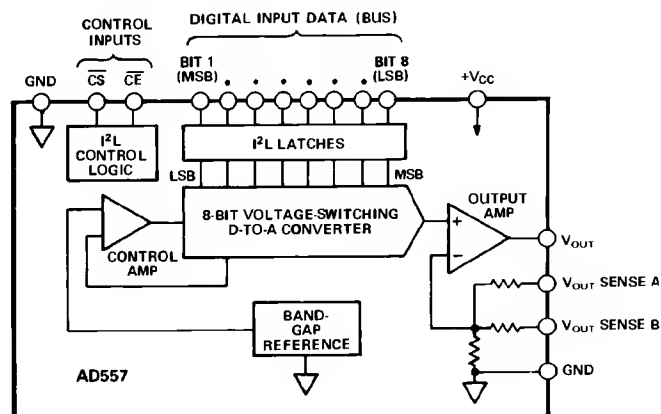 CONTROL
INPUTS
DIGITAL INPUT DATA (BUS)
GND
C̅S̅
C̅E̅
BIT 1
(MSB)
BIT 8
(LSB)
+VCC
I²L
CONTROL
LOGIC
I²L LATCHES
LSB
MSB
8-BIT VOLTAGE-SWITCHING
D-TO-A CONVERTER
CONTROL
AMP
OUTPUT
AMP
+
−
VOUT
VOUT SENSE A
VOUT SENSE B
GND
BAND-
GAP
REFERENCE
AD557